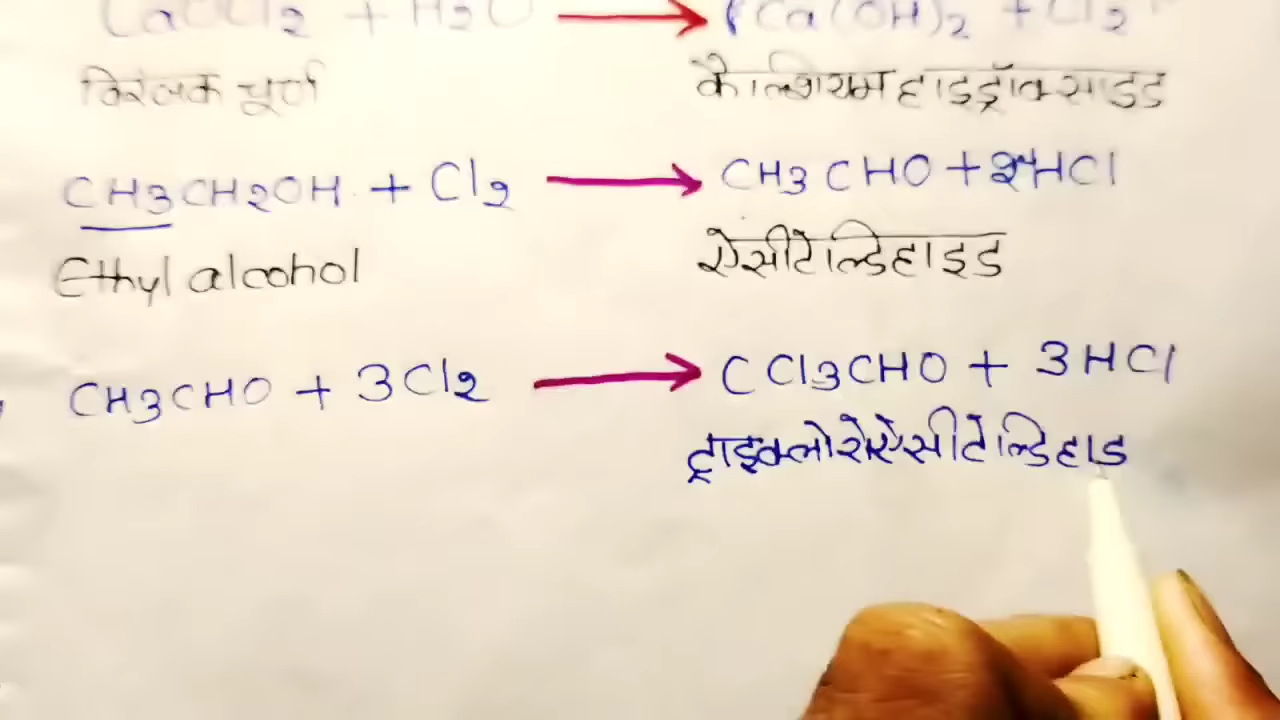 CaOCl2 + H2O → Ca(OH)2 + Cl2
विरंजक चूर्ण कैल्शियम हाइड्रॉक्साइड
CH3CH2OH + Cl2 → CH3CHO + 2HCl
Ethyl alcohol ऐसीटेल्डिहाइड
CH3CHO + 3Cl2 → CCl3CHO + 3HCl
ट्राइक्लोरोऐसीटेल्डिहाड